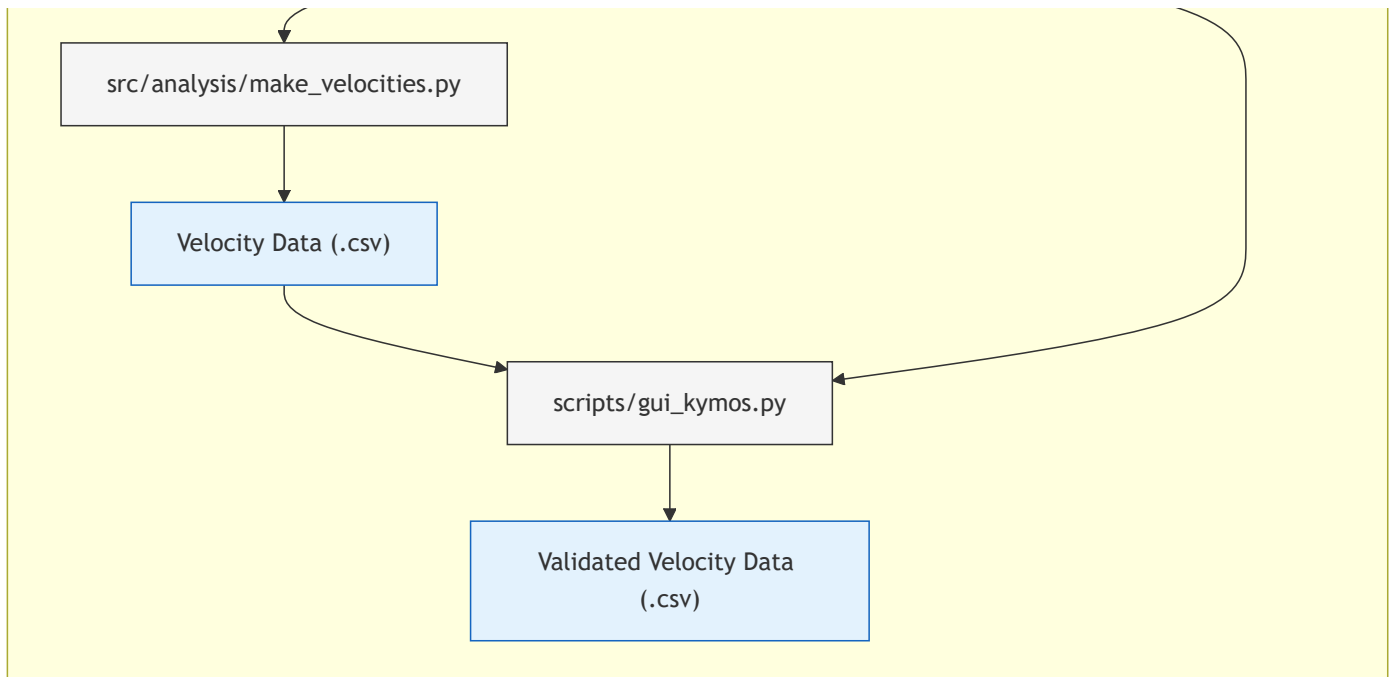 src/analysis/make_velocities.py
Velocity Data (.csv)
scripts/gui_kymos.py
Validated Velocity Data
(.csv)